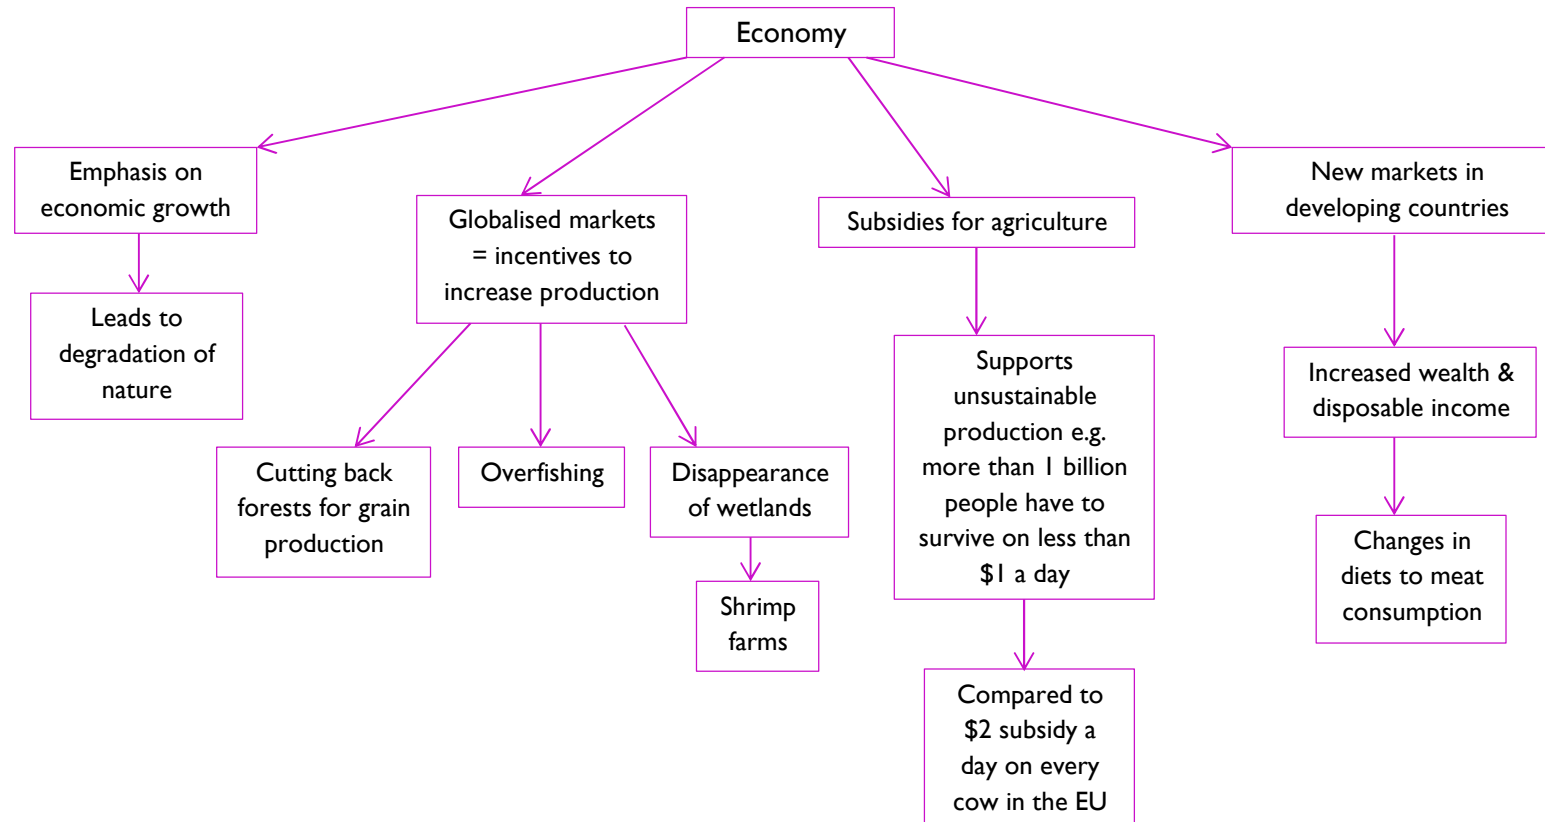 Economy
Emphasis on
economic growth
Leads to
degradation of
nature
Globalised markets
= incentives to
increase production
Cutting back
forests for grain
production
Overfishing
Disappearance
of wetlands
Shrimp
farms
Subsidies for agriculture
Supports
unsustainable
production e.g.
more than 1 billion
people have to
survive on less than
$1 a day
Compared to
$2 subsidy a
day on every
cow in the EU
New markets in
developing countries
Increased wealth &
disposable income
Changes in
diets to meat
consumption